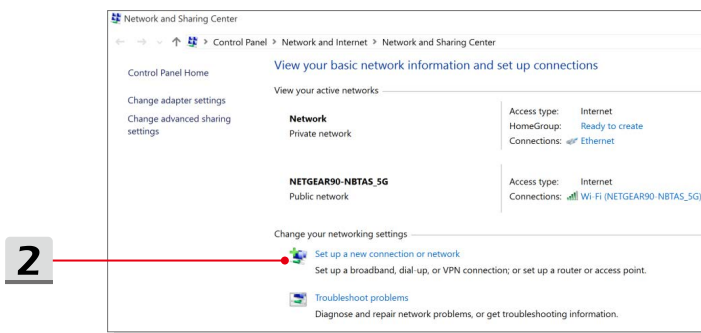 Network and Sharing Center
Control Panel > Network and Internet > Network and Sharing Center
Control Panel Home
Change adapter settings
Change advanced sharing
settings
View your basic network information and set up connections
View your active networks
Network
Private network
Access type: Internet
HomeGroup: Ready to create
Connections: Ethernet
NETGEAR90-NBTAS_5G
Public network
Access type: Internet
Connections: Wi-Fi (NETGEAR90-NBTAS_5G)
Change your networking settings
2
Set up a new connection or network
Set up a broadband, dial-up, or VPN connection; or set up a router or access point.
Troubleshoot problems
Diagnose and repair network problems, or get troubleshooting information.